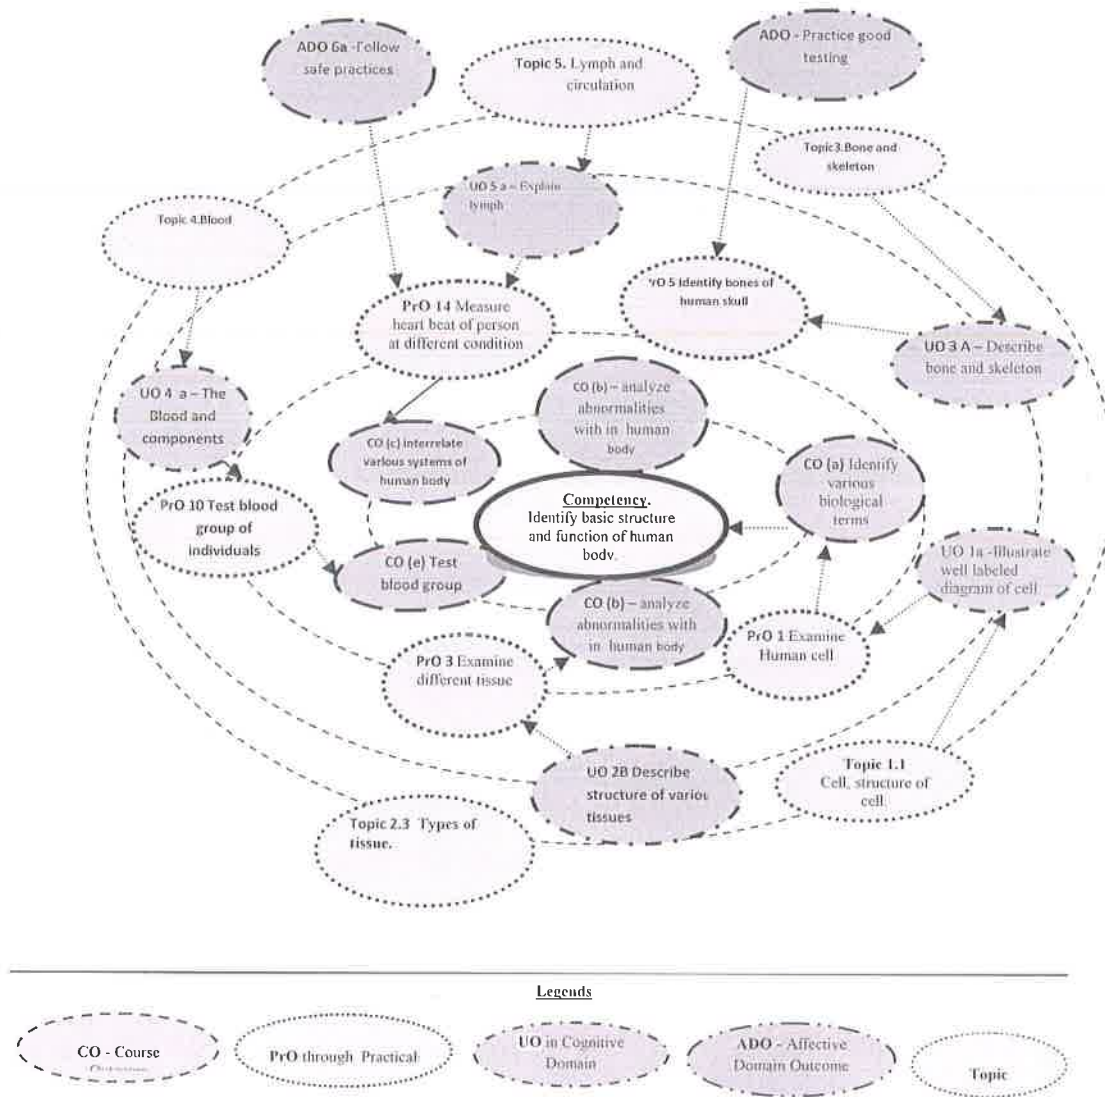 ADO 6a -Follow
safe practices
Topic 5. Lymph and
circulation
ADO - Practice good
testing
Topic3.Bone and
skeleton
UO 5 a – Explain
lymph
Topic 4.Blood
PrO 14 Measure
heart beat of person
at different condition
rO 5 Identify bones of
human skull
UO 3 A – Describe
bone and skeleton
UO 4 a – The
Blood and
components
CO (b) – analyze
abnormalities
with in human
body
CO (c) interrelate
various systems of
human body
CO (a) Identify
various
biological
terms
Competency.
Identify basic structure
and function of human
body.
PrO 10 Test blood
group of
individuals
CO (e) Test
blood group
UO 1a -Illustrate
well labeled
diagram of cell
CO (b) – analyze
abnormalities with
in human body
PrO 1 Examine
Human cell
PrO 3 Examine
different tissue
UO 2B Describe
structure of variou
tissues
Topic 1.1
Cell, structure of
cell
Topic 2.3 Types of
tissue.
Legends
CO - Course
PrO through Practical
UO in Cognitive
Domain
ADO - Affective
Domain Outcome
Topic